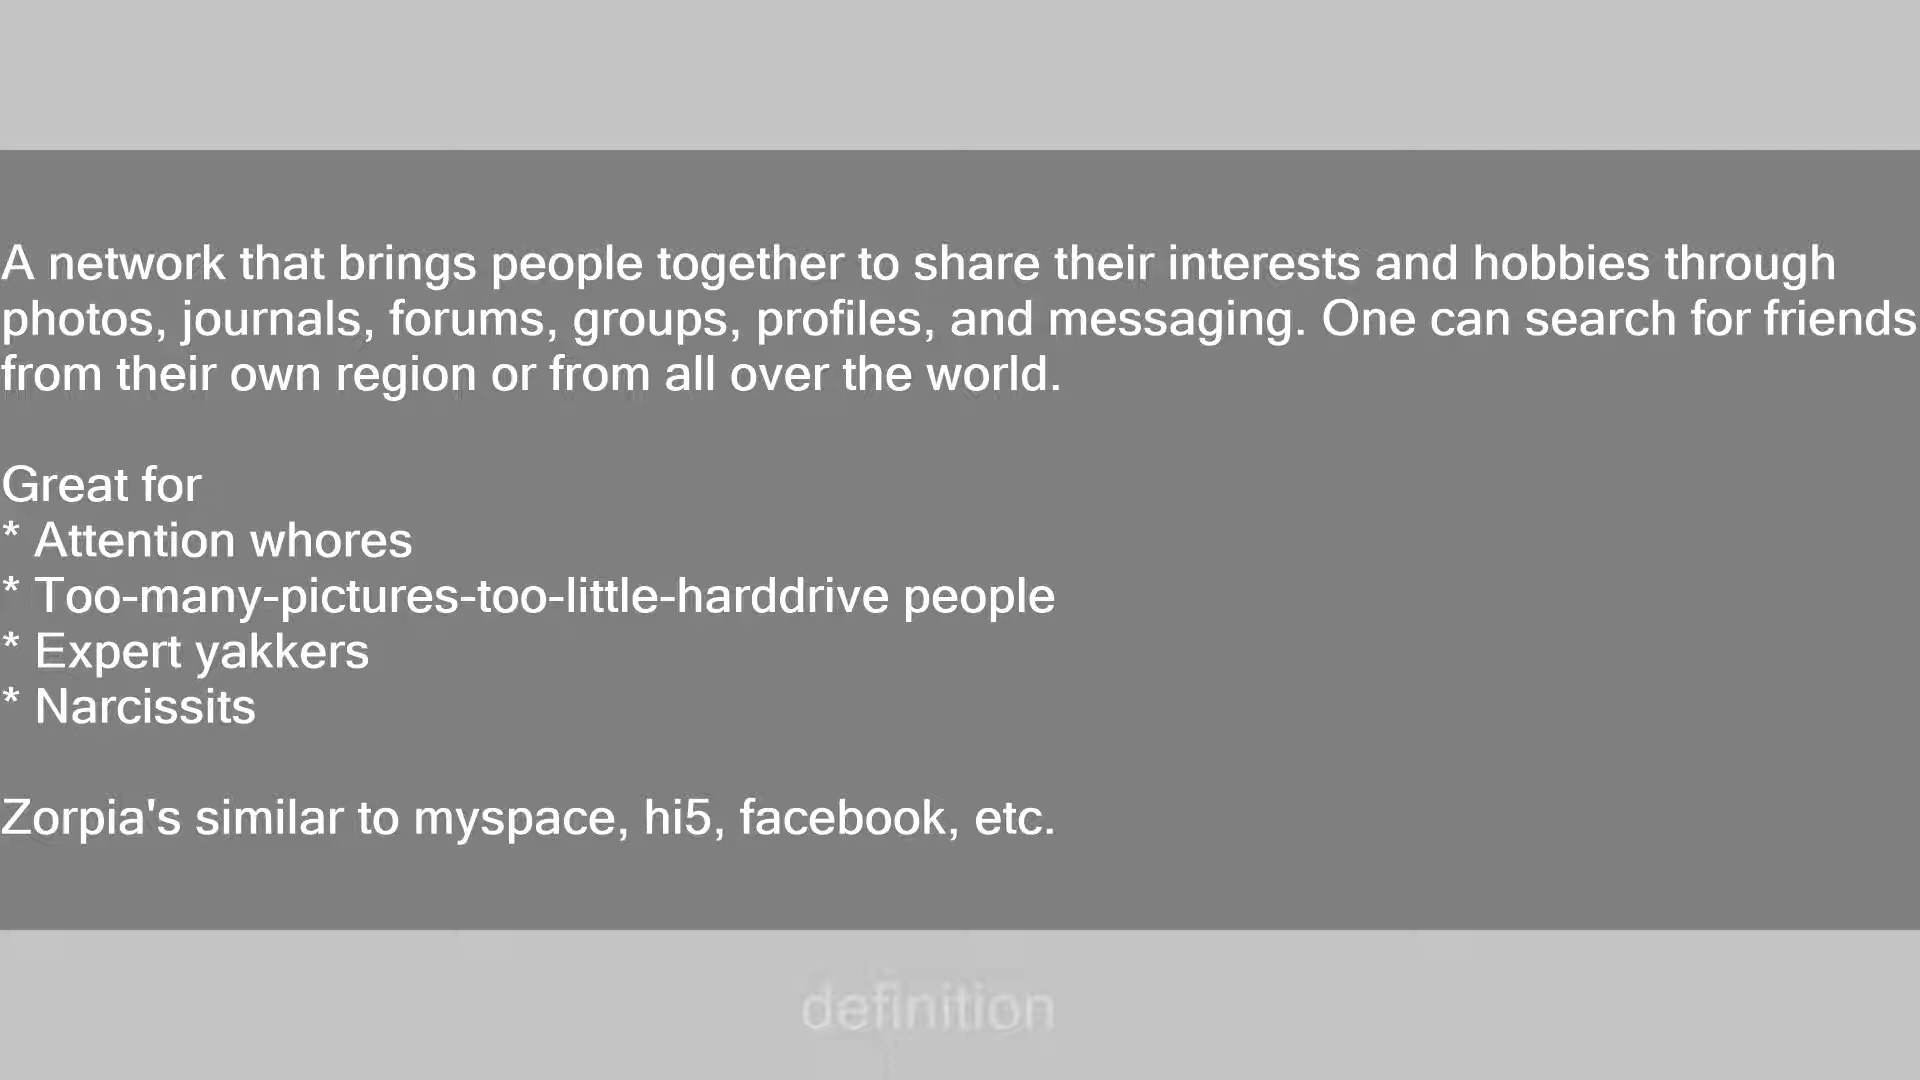 A network that brings people together to share their interests and hobbies through
photos, journals, forums, groups, profiles, and messaging. One can search for friends
from their own region or from all over the world.
Great for
* Attention whores
* Too-many-pictures-too-little-harddrive people
* Expert yakkers
* Narcissits
Zorpia's similar to myspace, hi5, facebook, etc.
definition